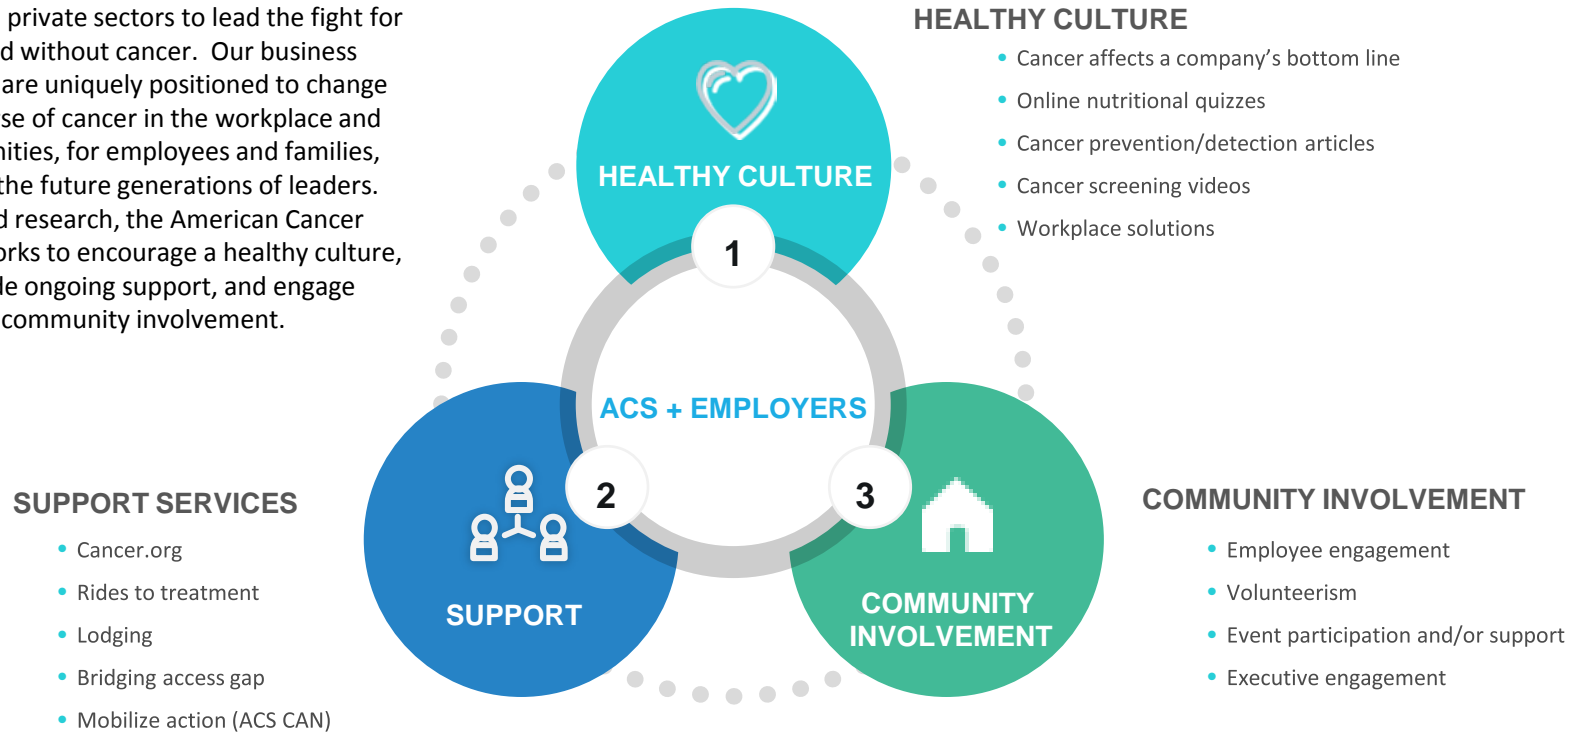 private sectors to lead the fight for
d without cancer. Our business
are uniquely positioned to change
se of cancer in the workplace and
nities, for employees and families,
the future generations of leaders.
d research, the American Cancer
orks to encourage a healthy culture,
de ongoing support, and engage
community involvement.
HEALTHY CULTURE
1
ACS + EMPLOYERS
2
SUPPORT
3
COMMUNITY
INVOLVEMENT
HEALTHY CULTURE
• Cancer affects a company’s bottom line
• Online nutritional quizzes
• Cancer prevention/detection articles
• Cancer screening videos
• Workplace solutions
SUPPORT SERVICES
• Cancer.org
• Rides to treatment
• Lodging
• Bridging access gap
• Mobilize action (ACS CAN)
COMMUNITY INVOLVEMENT
• Employee engagement
• Volunteerism
• Event participation and/or support
• Executive engagement